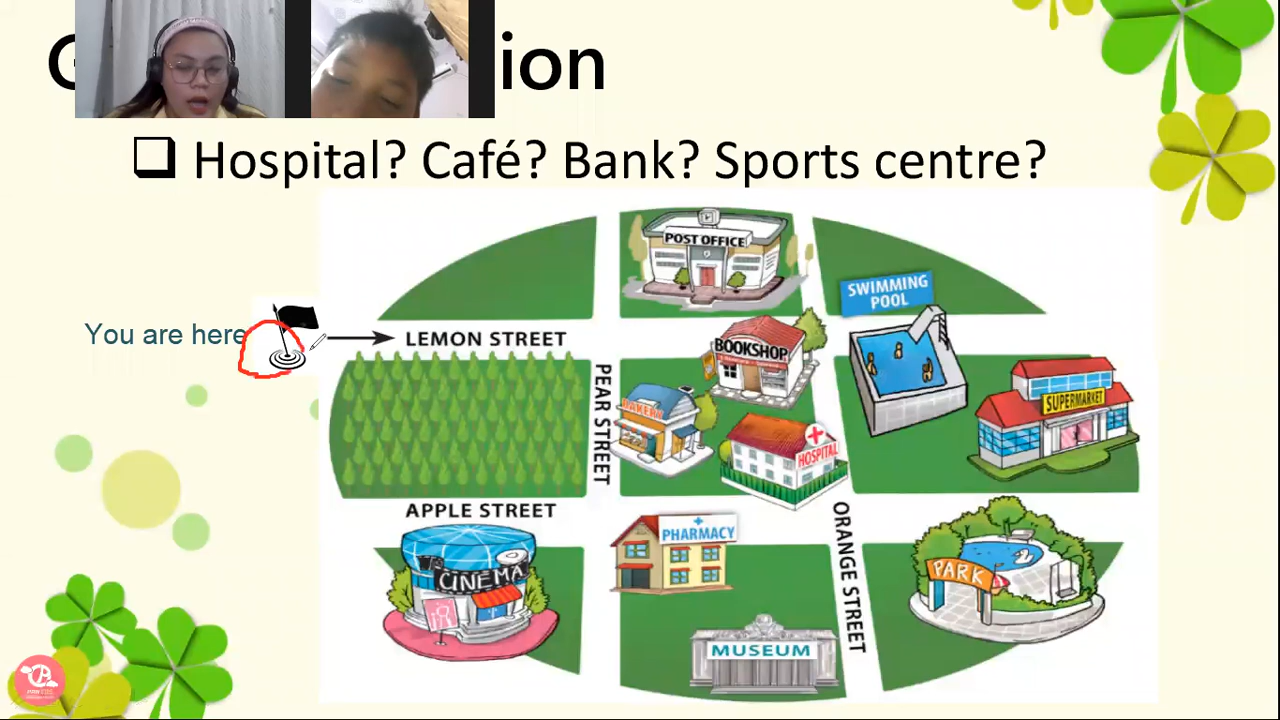 G ion
❑ Hospital? Café? Bank? Sports centre?
POST OFFICE
SWIMMING
POOL
You are here
LEMON STREET
BOOKSHOP
PEAR STREET
BAKERY
SUPERMARKET
HOSPITAL
APPLE STREET
ORANGE STREET
PHARMACY
CINEMA
PARK
MUSEUM